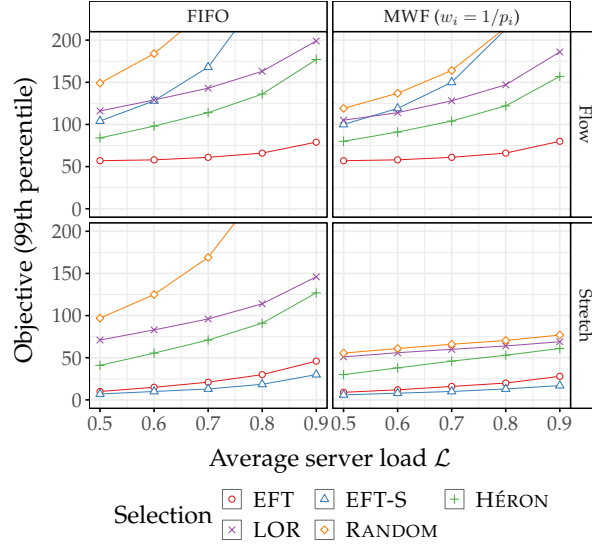 FIFO
MWF (wᵢ = 1/pᵢ)
Objective (99th percentile)
200
150
100
50
0
Flow
200
150
100
50
0
Stretch
0.5 0.6 0.7 0.8 0.9
0.5 0.6 0.7 0.8 0.9
Average server load ℒ
Selection
EFT
EFT-S
HÉRON
LOR
RANDOM